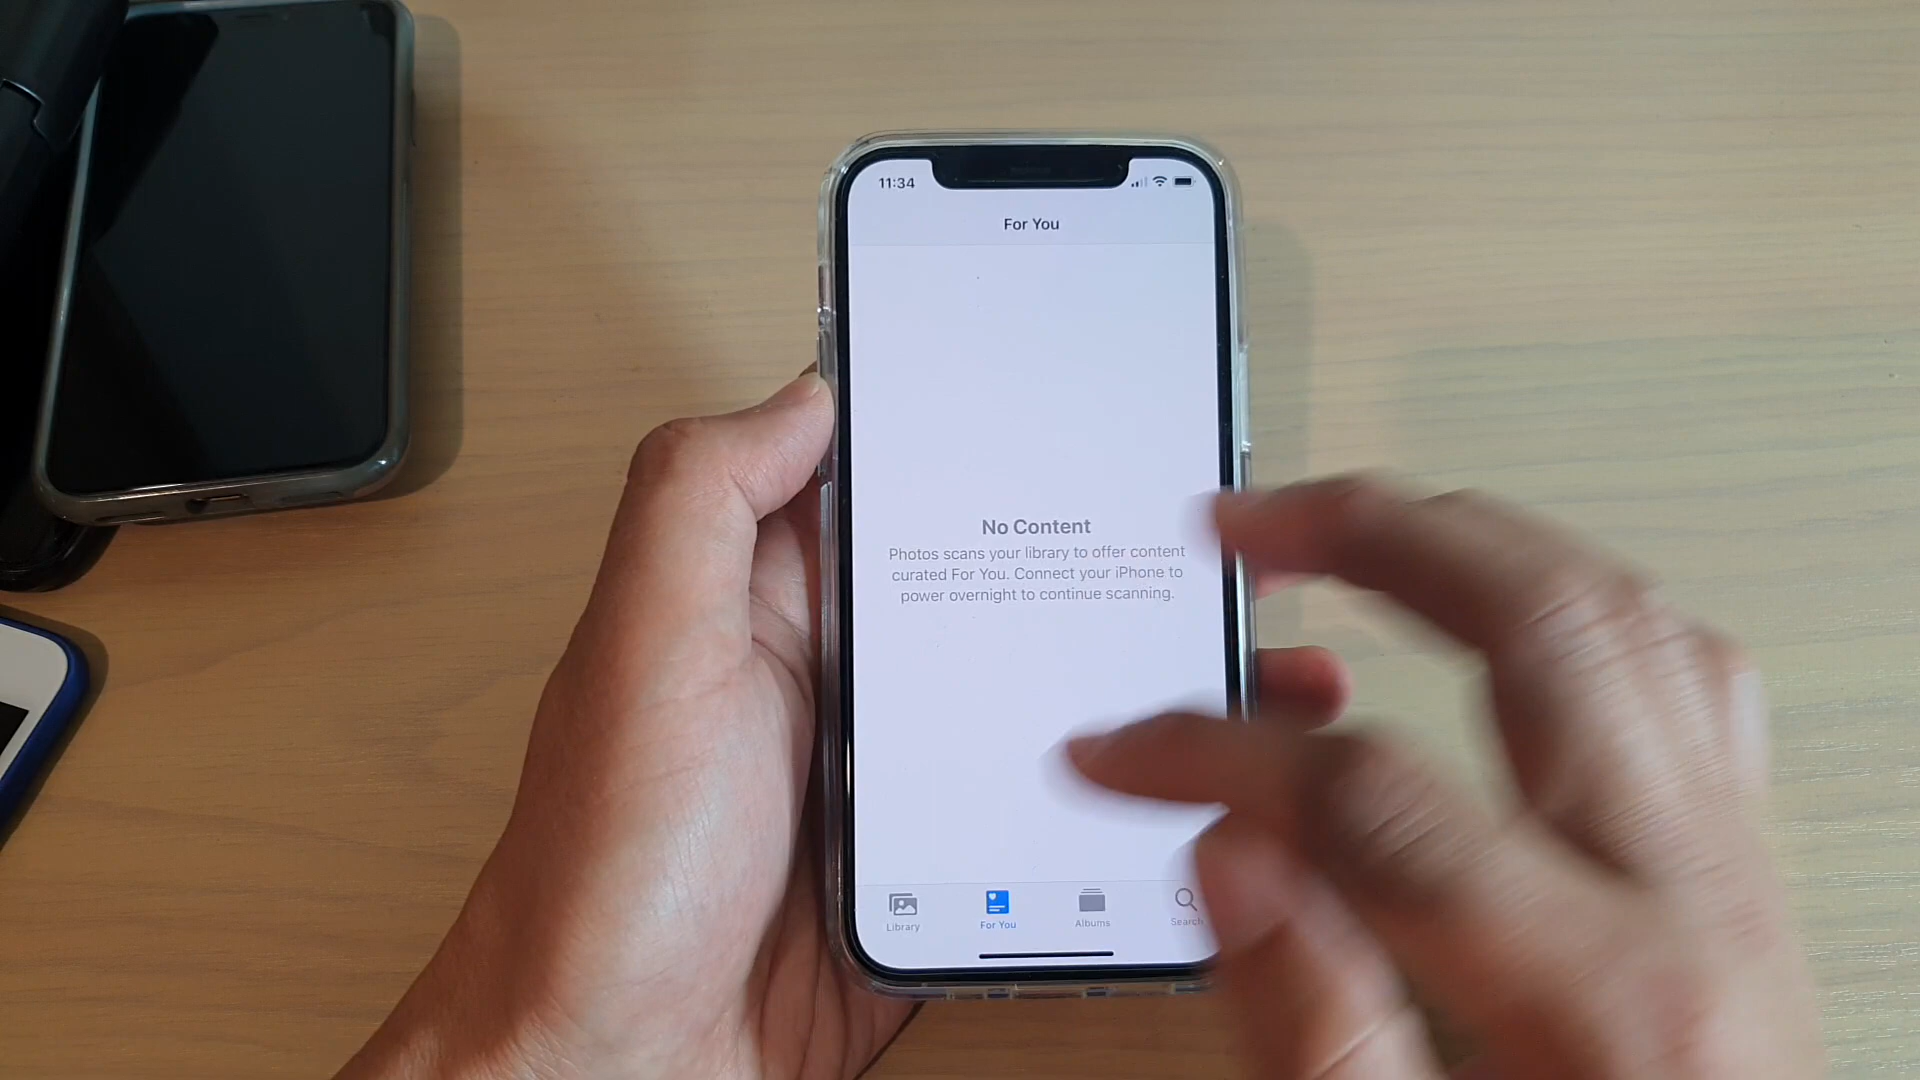 11:34
For You
No Content
Photos scans your library to offer content
curated For You. Connect your iPhone to
power overnight to continue scanning.
Library
For You
Albums
Search